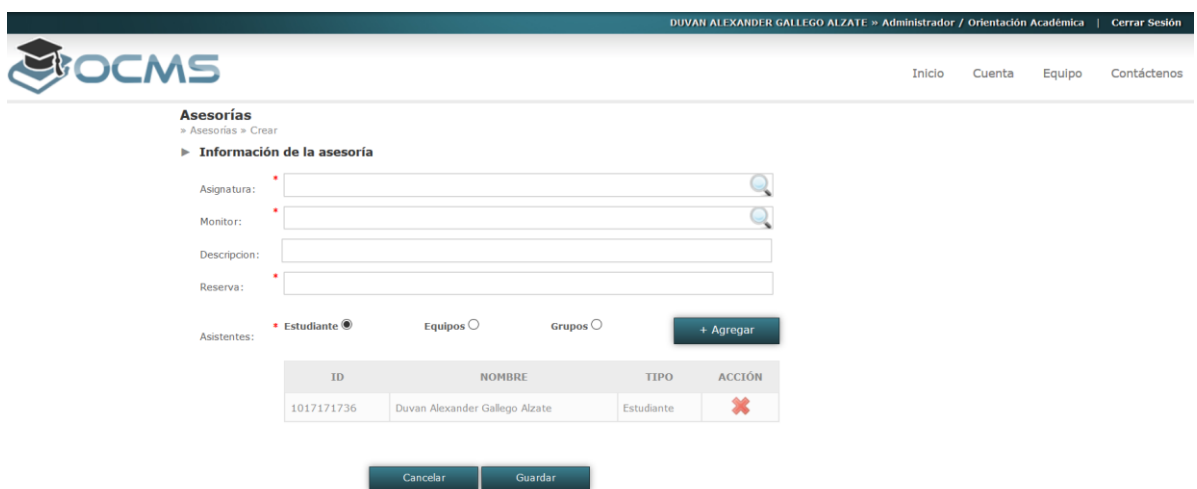 DUVAN ALEXANDER GALLEGO ALZATE » Administrador / Orientación Académica | Cerrar Sesión
OCMS
Inicio Cuenta Equipo Contáctenos
Asesorías
» Asesorias » Crear
► Información de la asesoría
Asignatura: *
Monitor: *
Descripcion:
Reserva: *
Asistentes: * Estudiante Equipos Grupos + Agregar
ID NOMBRE TIPO ACCIÓN
1017171736 Duvan Alexander Gallego Alzate Estudiante
Cancelar Guardar